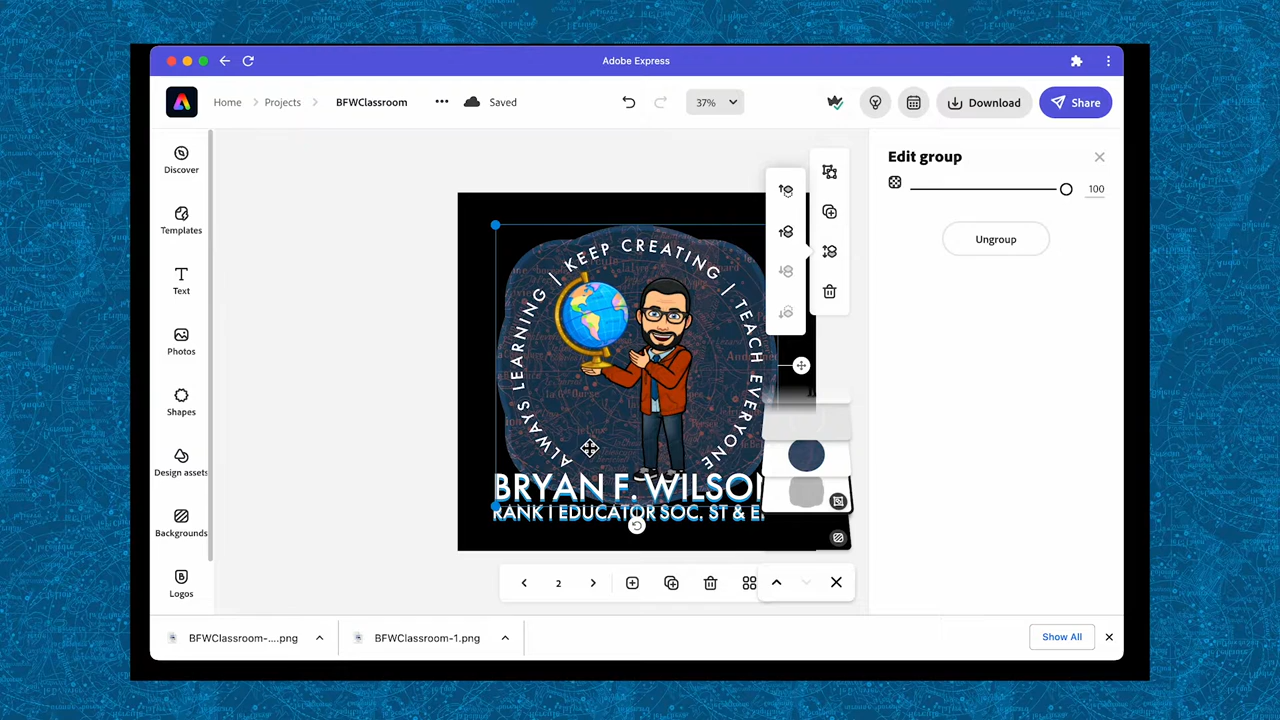 Adobe Express
Home
Projects
BFWClassroom
Saved
37%
Download
Share
Discover
Templates
Text
Photos
Shapes
Design assets
Backgrounds
Logos
Edit group
100
Ungroup
ALWAYS LEARNING | KEEP CREATING | TEACH EVERYONE
BRYAN F. WILSON
RANK I EDUCATOR SOC. ST & E
2
BFWClassroom-....png
BFWClassroom-1.png
Show All